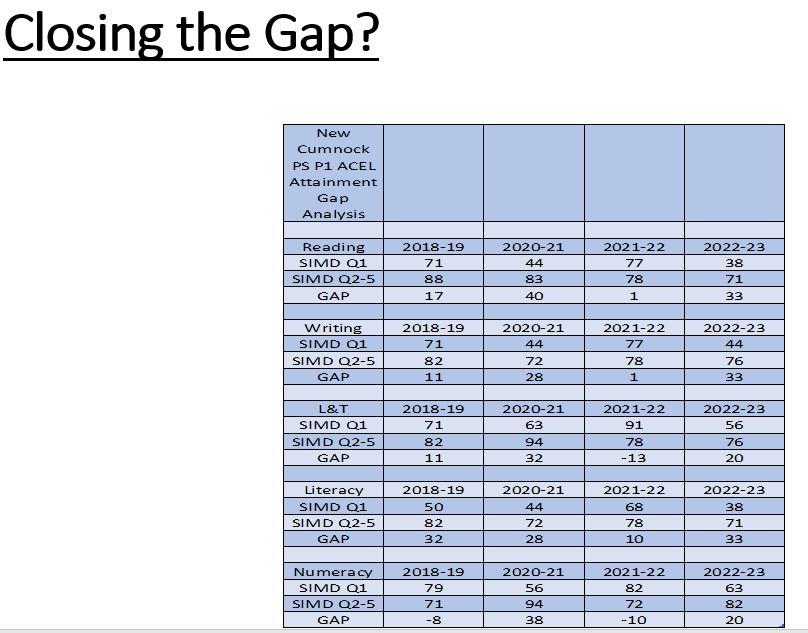 Closing the Gap?
New
Cumnock
PS P1 ACEL
Attainment
Gap
Analysis
Reading 2018-19 2020-21 2021-22 2022-23
SIMD Q1 71 44 77 38
SIMD Q2-5 88 83 78 71
GAP 17 40 1 33
Writing 2018-19 2020-21 2021-22 2022-23
SIMD Q1 71 44 77 44
SIMD Q2-5 82 72 78 76
GAP 11 28 1 33
L&T 2018-19 2020-21 2021-22 2022-23
SIMD Q1 71 63 91 56
SIMD Q2-5 82 94 78 76
GAP 11 32 -13 20
Literacy 2018-19 2020-21 2021-22 2022-23
SIMD Q1 50 44 68 38
SIMD Q2-5 82 72 78 71
GAP 32 28 10 33
Numeracy 2018-19 2020-21 2021-22 2022-23
SIMD Q1 79 56 82 63
SIMD Q2-5 71 94 72 82
GAP -8 38 -10 20